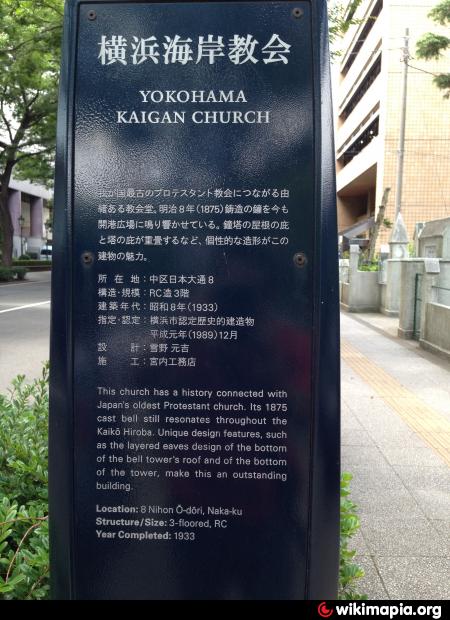 横浜海岸教会
YOKOHAMA
KAIGAN CHURCH
我が国最古のプロテスタント教会につながる由
緒ある教会堂。明治8年(1875)鋳造の鐘を今も
開港広場に鳴り響かせている。鐘塔の屋根の庇
と塔の庇が重畳するなど、個性的な造形がこの
建物の魅力。
所在地:中区日本大通8
構造・規模:RC造3階
建築年代:昭和8年(1933)
指定・認定:横浜市認定歴史的建造物
平成元年(1989)12月
設計:雪野 元吉
施工:宮内工務店
This church has a history connected with
Japan's oldest Protestant church. Its 1875
cast bell still resonates throughout the
Kaikō Hiroba. Unique design features, such
as the layered eaves design of the bottom
of the bell tower's roof and of the bottom
of the tower, make this an outstanding
building.
Location: 8 Nihon Ō-dōri, Naka-ku
Structure/Size: 3-floored, RC
Year Completed: 1933
wikimapia.org